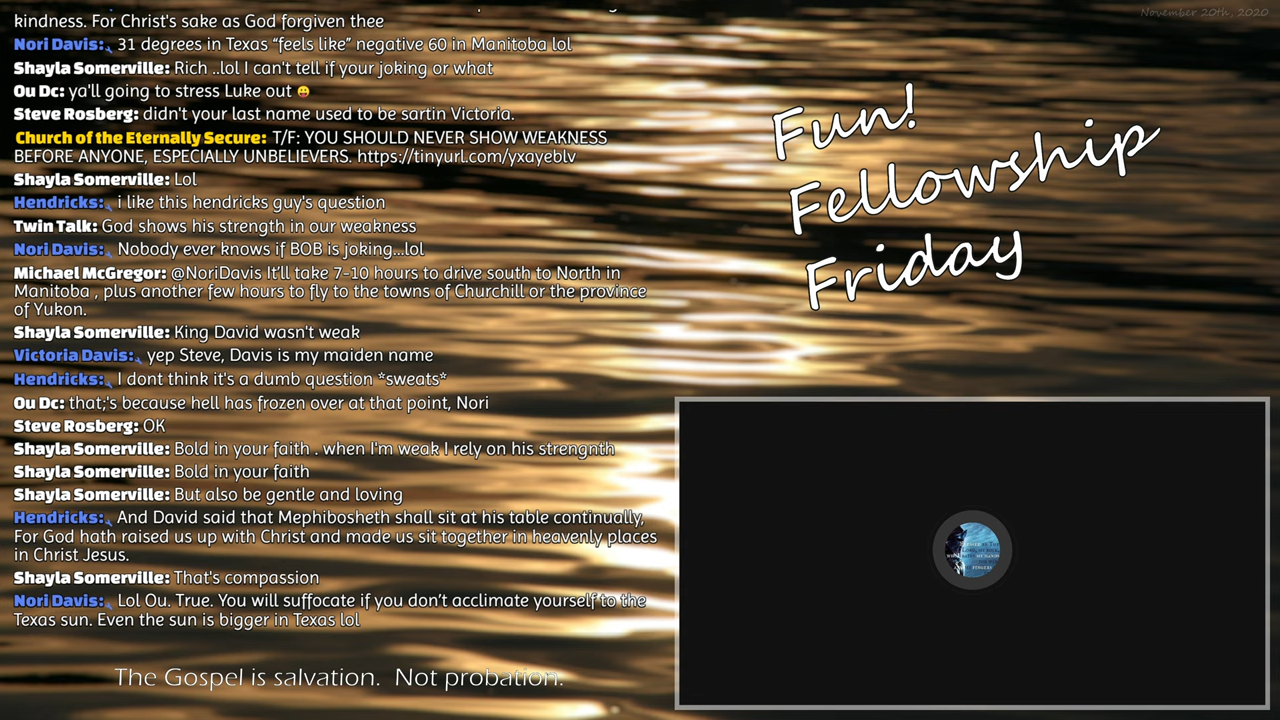 kindness. For Christ's sake as God forgiven thee
Nori Davis: 31 degrees in Texas “feels like” negative 60 in Manitoba lol
Shayla Somerville: Rich ..lol I can't tell if your joking or what
Ou Dc: ya'll going to stress Luke out 😛
Steve Rosberg: didn't your last name used to be sartin Victoria.
Church of the Eternally Secure: T/F: YOU SHOULD NEVER SHOW WEAKNESS
BEFORE ANYONE, ESPECIALLY UNBELIEVERS. https://tinyurl.com/yxayeblv
Shayla Somerville: Lol
Hendricks: i like this hendricks guy's question
Twin Talk: God shows his strength in our weakness
Nori Davis: Nobody ever knows if BOB is joking...lol
Michael McGregor: @NoriDavis It'll take 7-10 hours to drive south to North in
Manitoba , plus another few hours to fly to the towns of Churchill or the province
of Yukon.
Shayla Somerville: King David wasn't weak
Victoria Davis: yep Steve, Davis is my maiden name
Hendricks: I dont think it's a dumb question *sweats*
Ou Dc: that;'s because hell has frozen over at that point, Nori
Steve Rosberg: OK
Shayla Somerville: Bold in your faith . when I'm weak I rely on his strengnth
Shayla Somerville: Bold in your faith
Shayla Somerville: But also be gentle and loving
Hendricks: And David said that Mephibosheth shall sit at his table continually,
For God hath raised us up with Christ and made us sit together in heavenly places
in Christ Jesus.
Shayla Somerville: That's compassion
Nori Davis: Lol Ou. True. You will suffocate if you don’t acclimate yourself to the
Texas sun. Even the sun is bigger in Texas lol
The Gospel is salvation. Not probation.
November 20th, 2020
Fun!
Fellowship
Friday